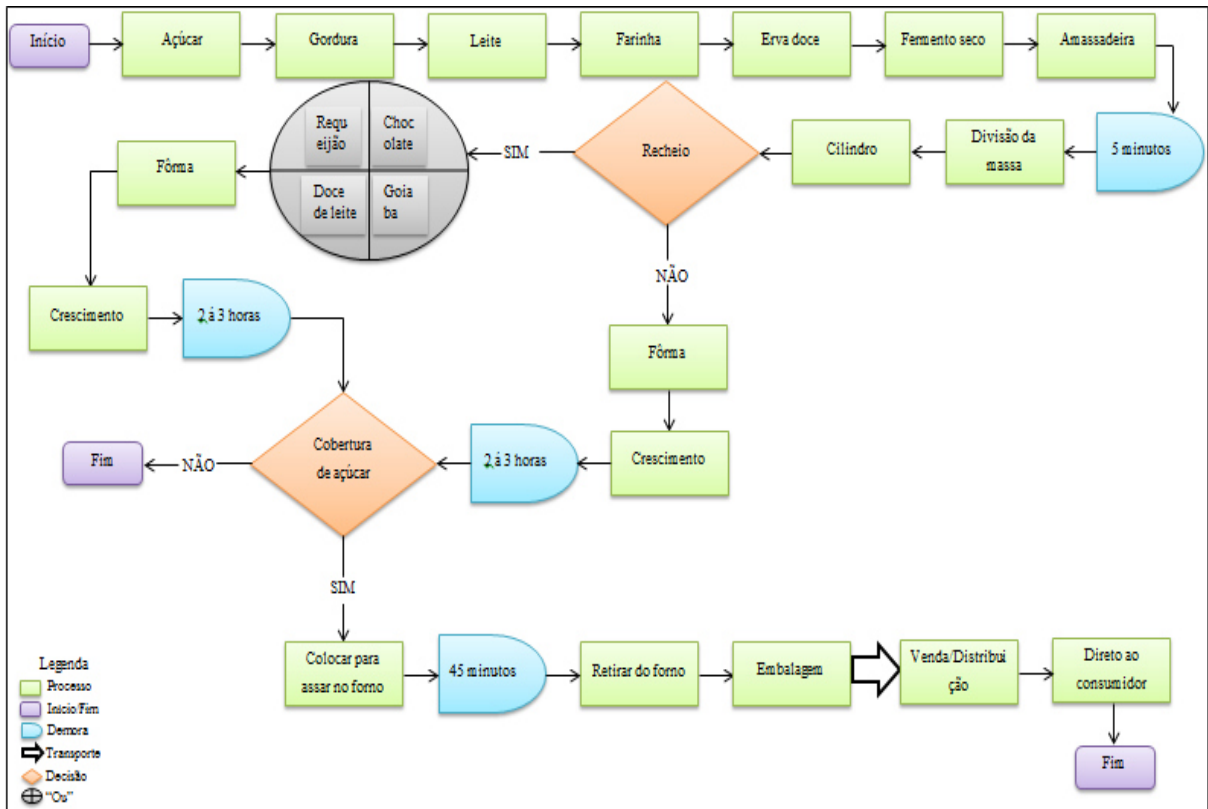 Início
Açúcar
Gordura
Leite
Farinha
Erva doce
Fermento seco
Amassadeira
5 minutos
Divisão da
massa
Cilindro
Recheio
SIM
Requ
eijão
Choc
olate
Doce
de leite
Goia
ba
Fôrma
Crescimento
2 á 3 horas
NÃO
Fôrma
Crescimento
2 á 3 horas
Cobertura
de açúcar
NÃO
Fim
SIM
Colocar para
assar no forno
45 minutos
Retirar do forno
Embalagem
Venda/Distribui
ção
Direto ao
consumidor
Fim
Legenda
Processo
Início/Fim
Demora
Transporte
Decisão
"Ou"